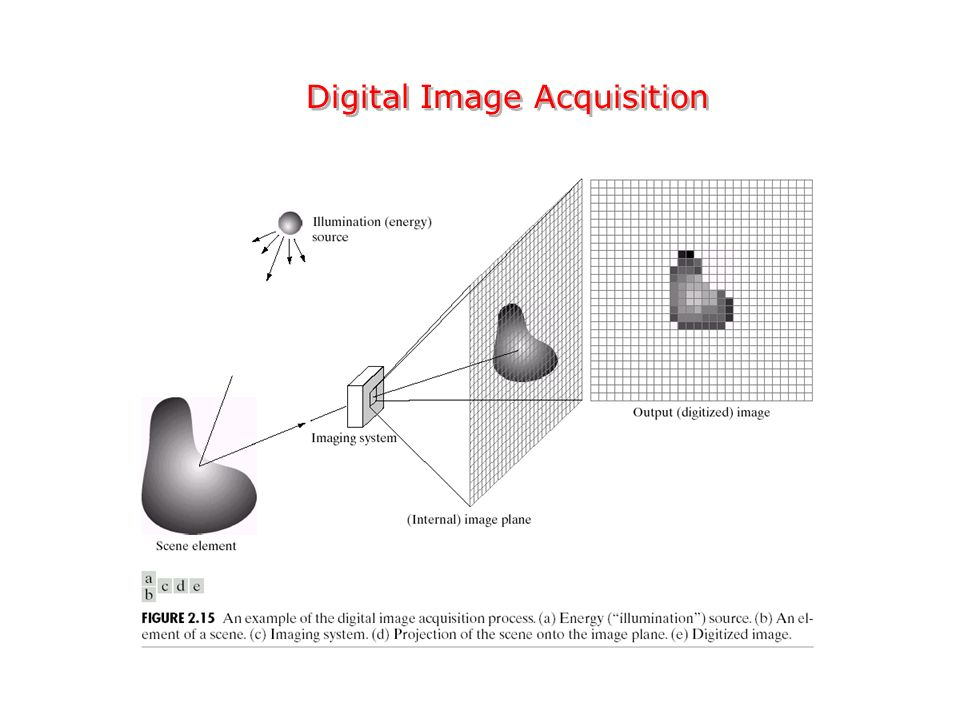 Digital Image Acquisition
Illumination (energy)
source
Output (digitized) image
Imaging system
(Internal) image plane
Scene element
a
b
c d e
FIGURE 2.15 An example of the digital image acquisition process. (a) Energy (“illumination”) source. (b) An el-
ement of a scene. (c) Imaging system. (d) Projection of the scene onto the image plane. (e) Digitized image.